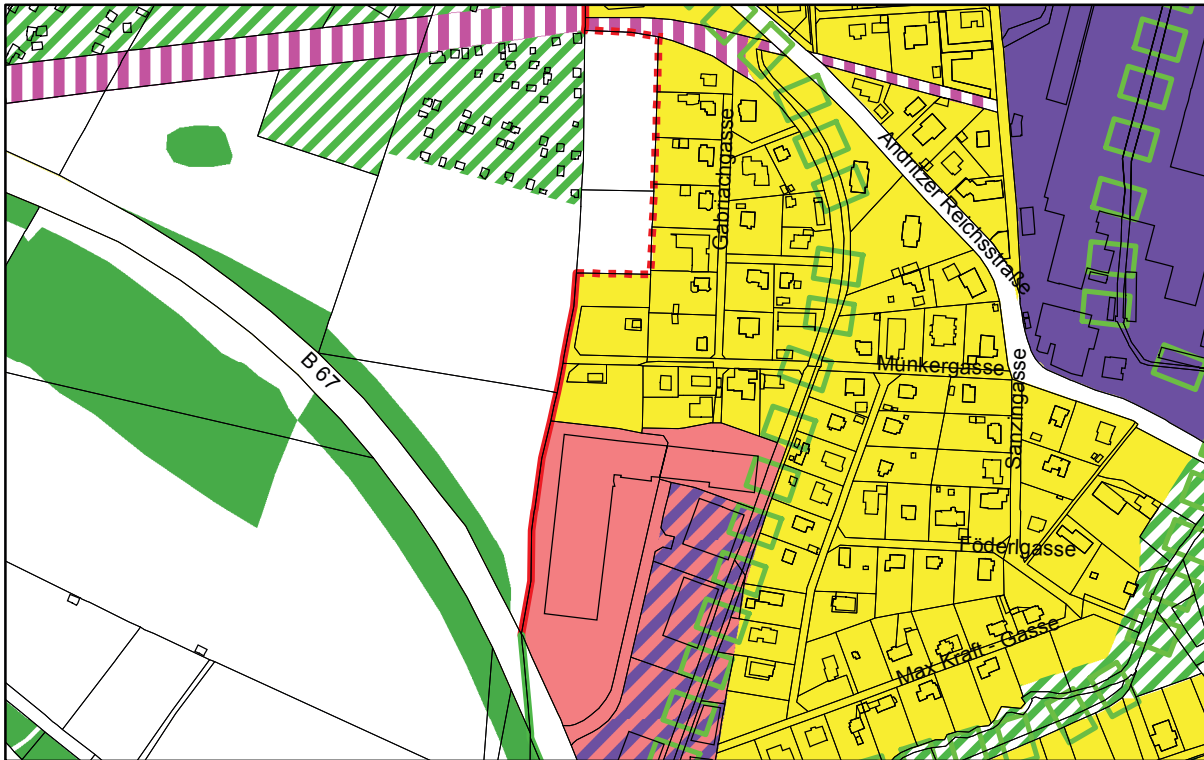 Andritzer Reichsstraße
Gabriachgasse
B 67
Münkergasse
Sanzingasse
Föderlgasse
Max Kraft - Gasse